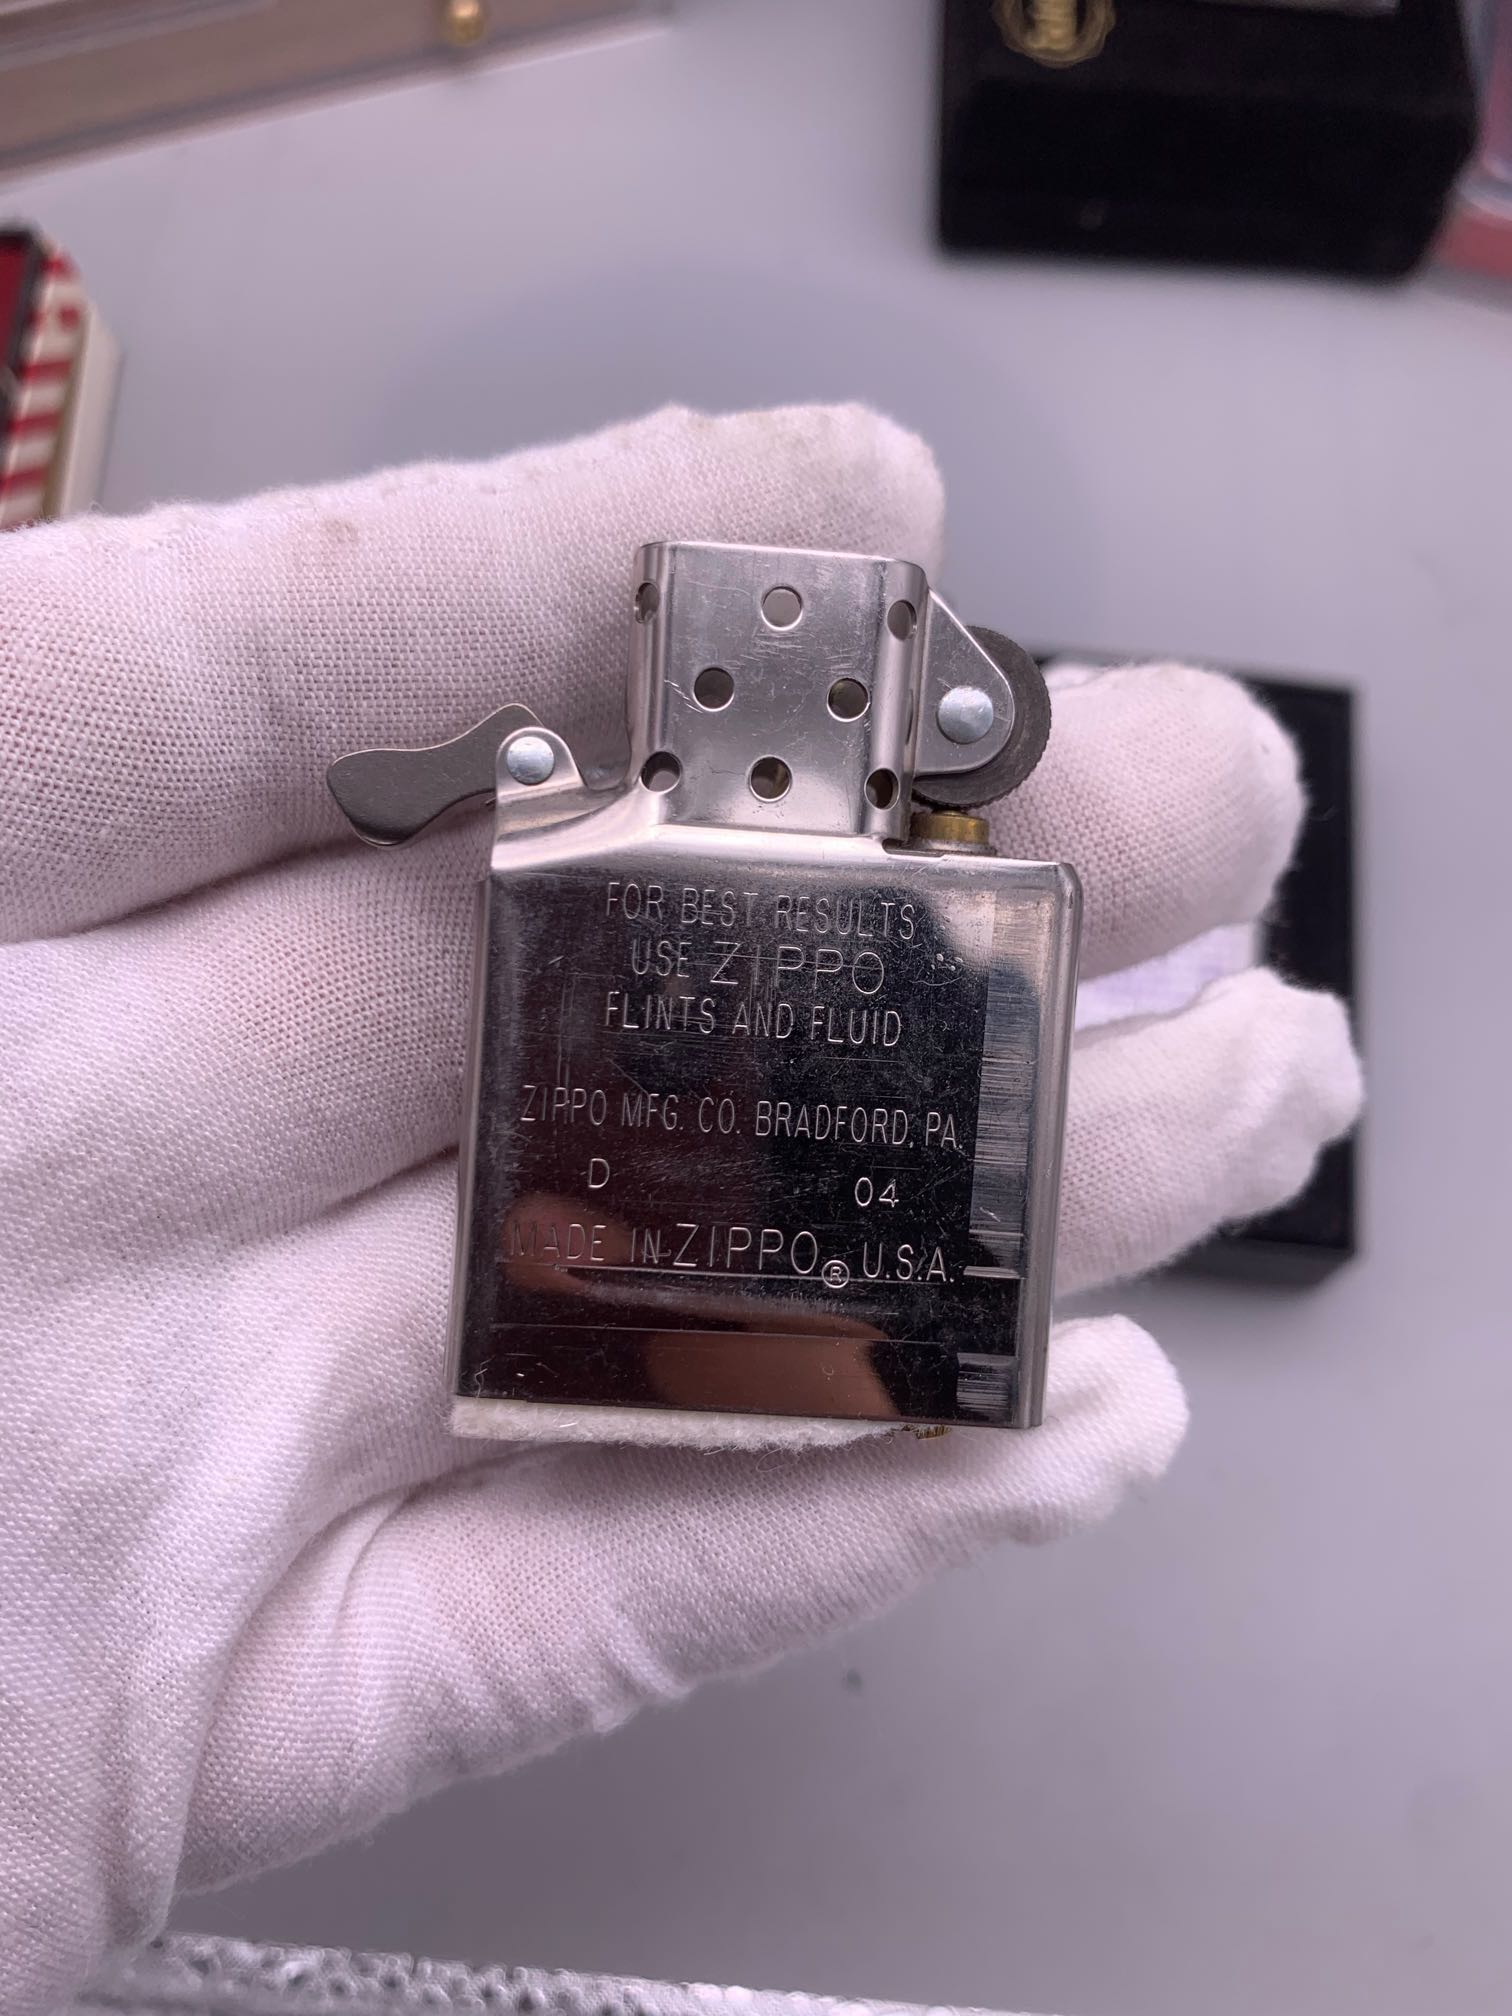 FOR BEST RESULTS
USE ZIPPO
FLINTS AND FLUID
ZIPPO MFG. CO. BRADFORD, PA.
D 04
MADE IN ZIPPO® U.S.A.